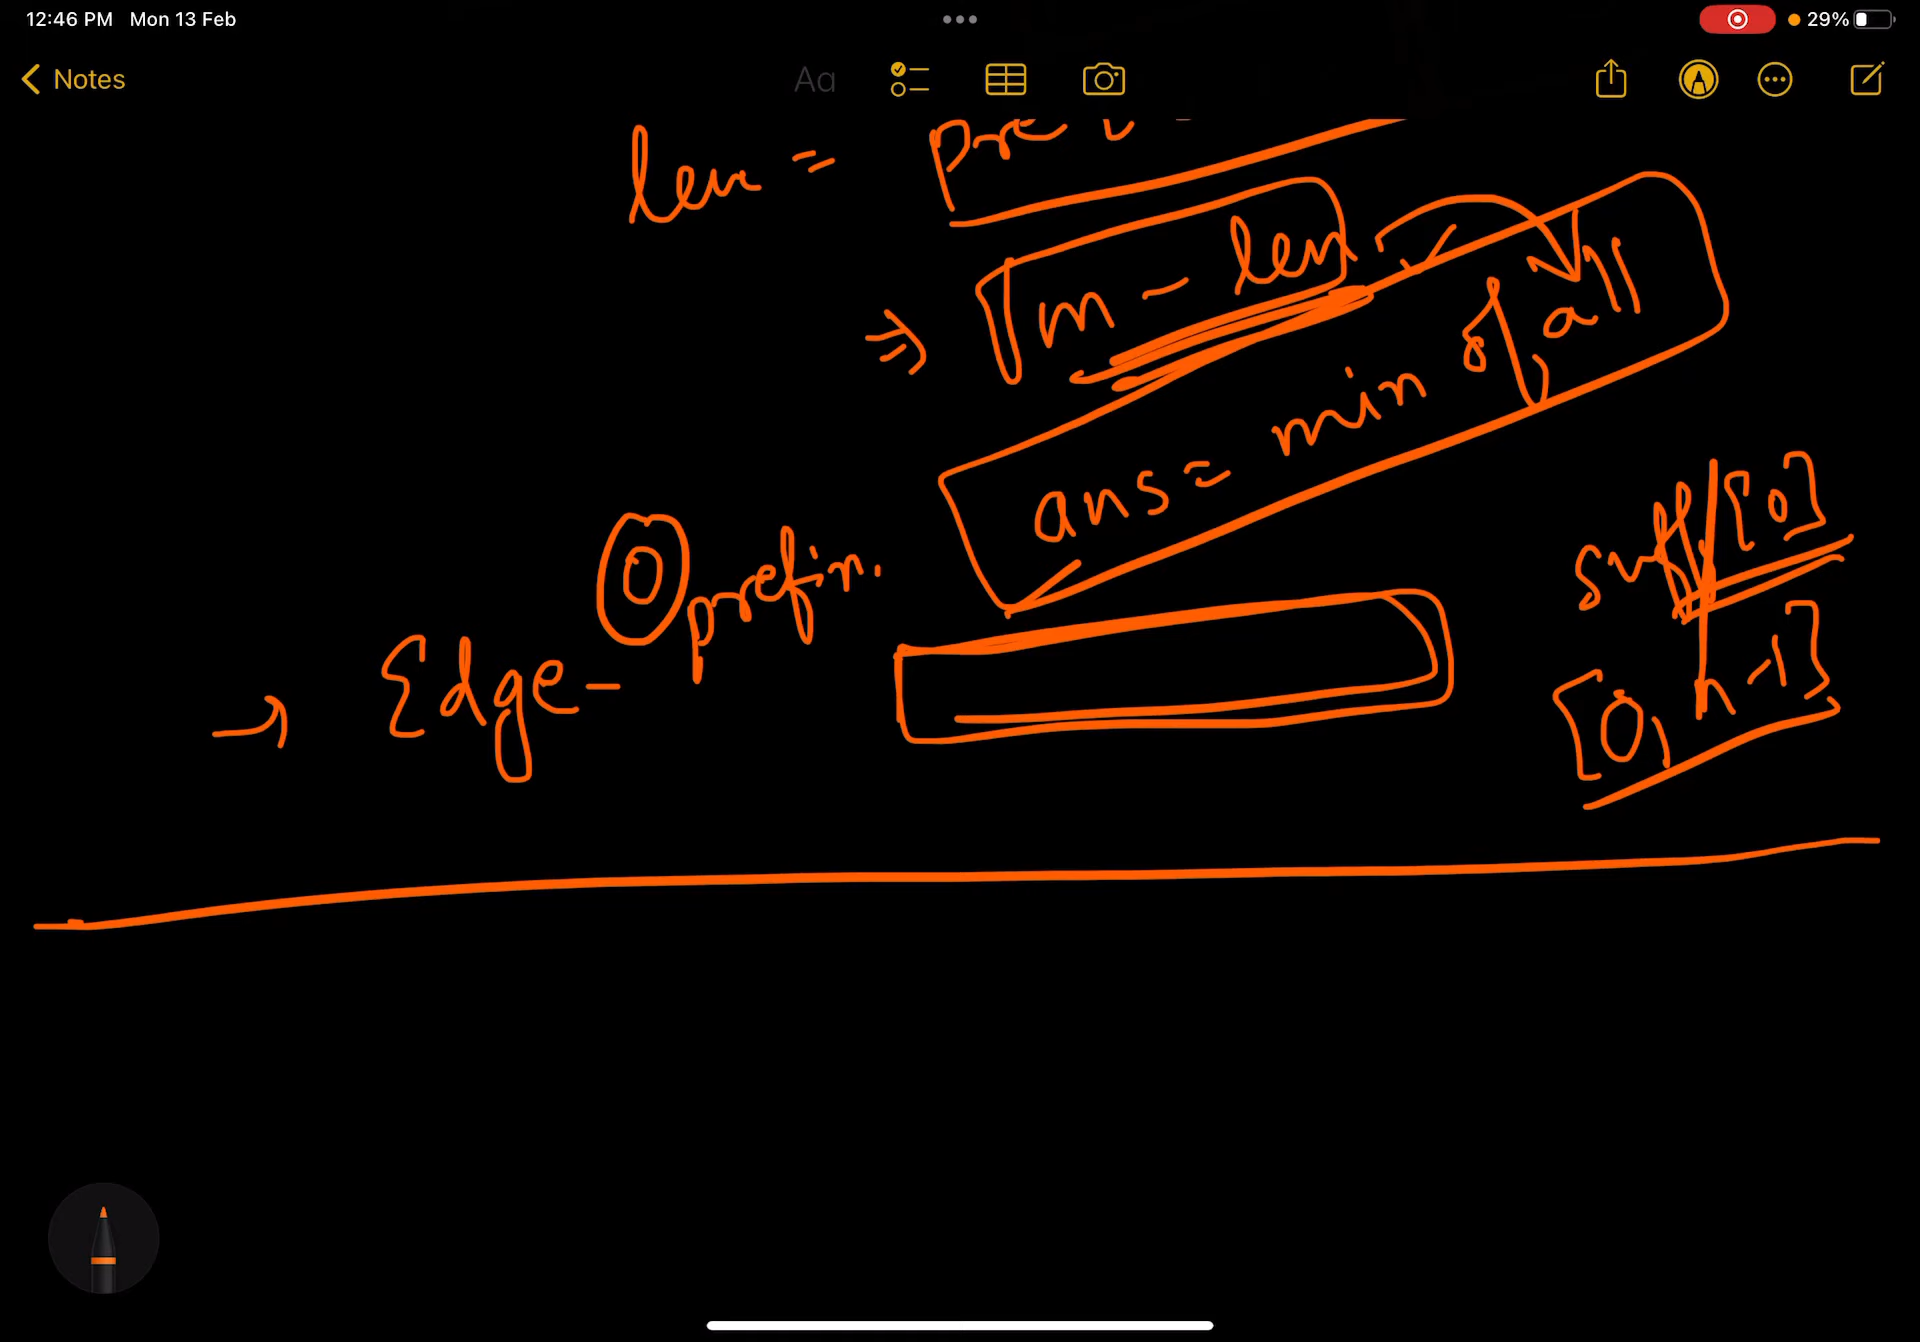 12:46 PM Mon 13 Feb
29%
Notes
Aa
len =
⇒ m - len
ans = min of all
→ Edge - 0 prefix.
suff[0]
[0, n-1]